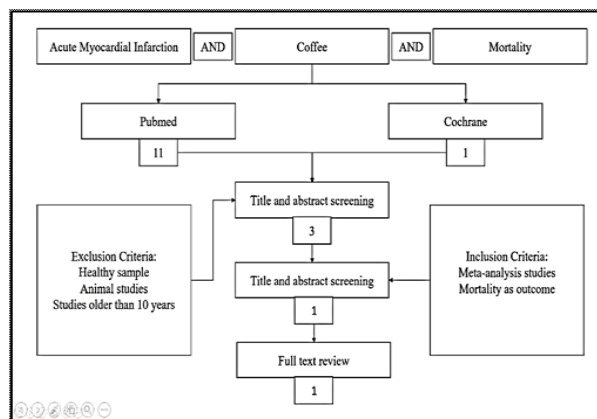 Acute Myocardial Infarction AND Coffee AND Mortality
Pubmed Cochrane
11 1
Title and abstract screening
3
Exclusion Criteria:
Healthy sample
Animal studies
Studies older than 10 years
Inclusion Criteria:
Meta-analysis studies
Mortality as outcome
Title and abstract screening
1
Full text review
1